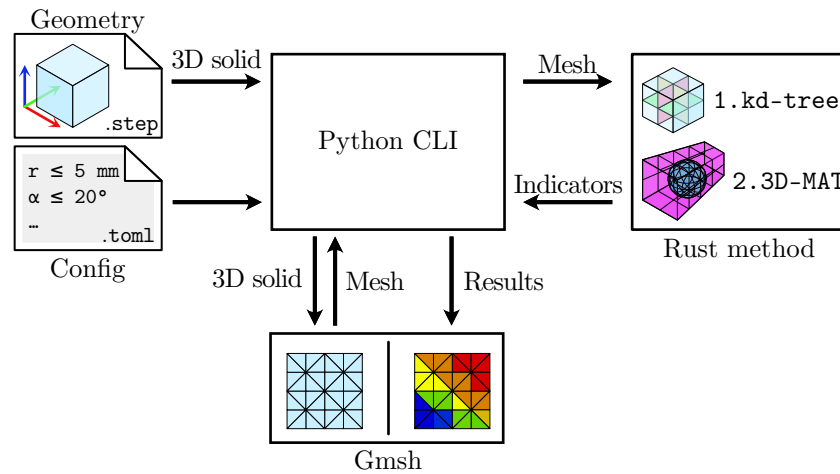 Geometry
3D solid
.step
r ≤ 5 mm
α ≤ 20°
…
.toml
Config
Python CLI
Mesh
1.kd-tree
2.3D-MAT
Indicators
Rust method
3D solid
Mesh
Results
Gmsh